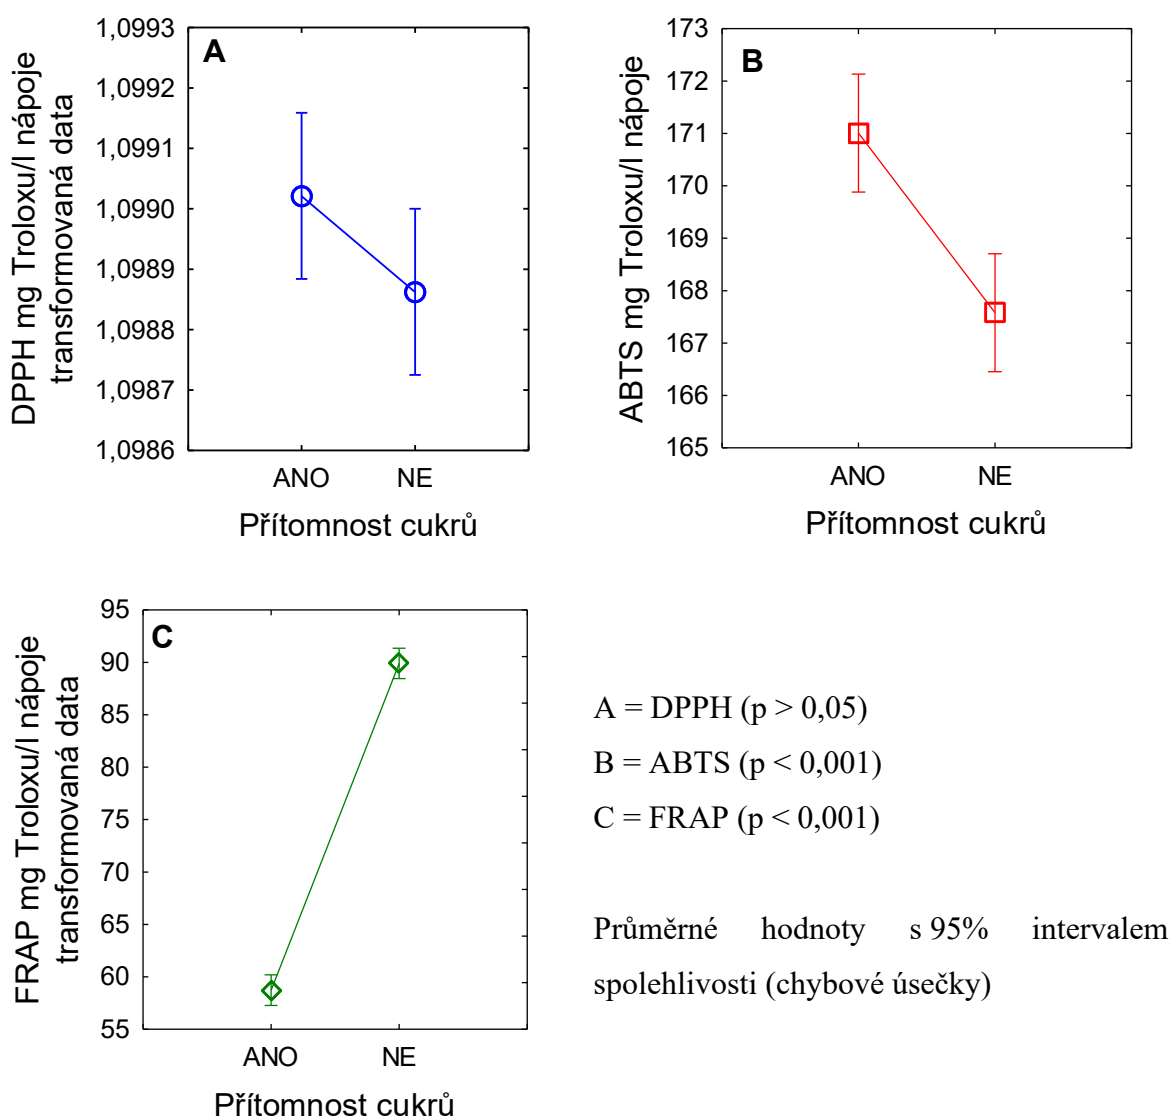 A
DPPH mg Troloxu/l nápoje
transformovaná data
1,0993
1,0992
1,0991
1,0990
1,0989
1,0988
1,0987
1,0986
ANO NE
Přítomnost cukrů
B
ABTS mg Troloxu/l nápoje
173
172
171
170
169
168
167
166
165
ANO NE
Přítomnost cukrů
C
FRAP mg Troloxu/l nápoje
transformovaná data
95
90
85
80
75
70
65
60
55
ANO NE
Přítomnost cukrů
A = DPPH (p > 0,05)
B = ABTS (p < 0,001)
C = FRAP (p < 0,001)
Průměrné hodnoty s 95% intervalem
spolehlivosti (chybové úsečky)